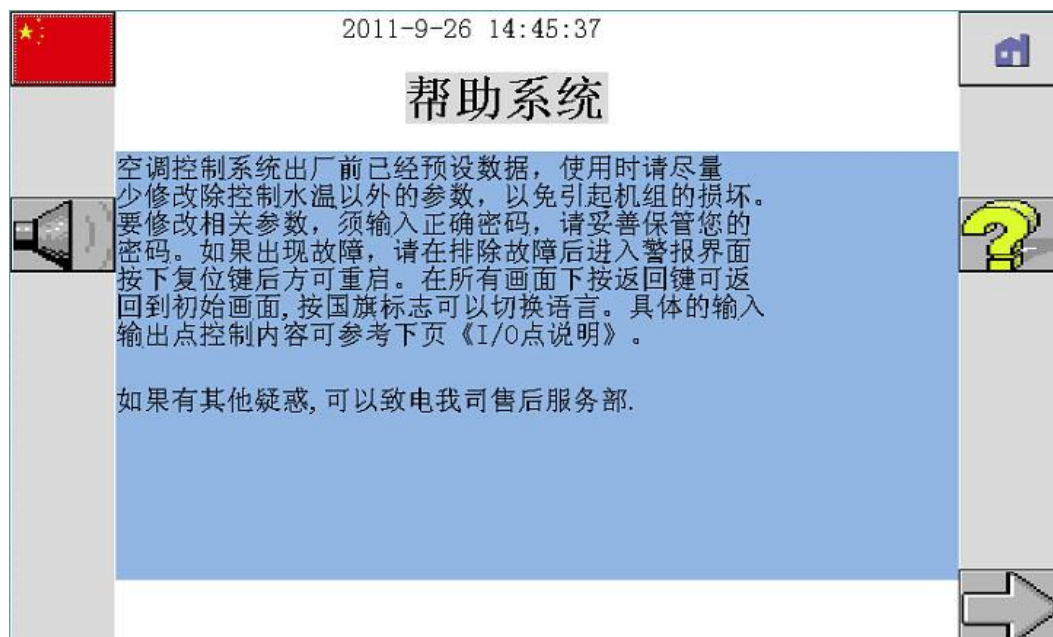 2011-9-26 14:45:37
帮助系统
空调控制系统出厂前已经预设数据，使用时请尽量
少修改除控制水温以外的参数，以免引起机组的损坏。
要修改相关参数，须输入正确密码，请妥善保管您的
密码。如果出现故障，请在排除故障后进入警报界面
按下复位键后方可重启。在所有画面下按返回键可返
回到初始画面,按国旗标志可以切换语言。具体的输入
输出点控制内容可参考下页《I/O点说明》。
如果有其他疑惑,可以致电我司售后服务部.